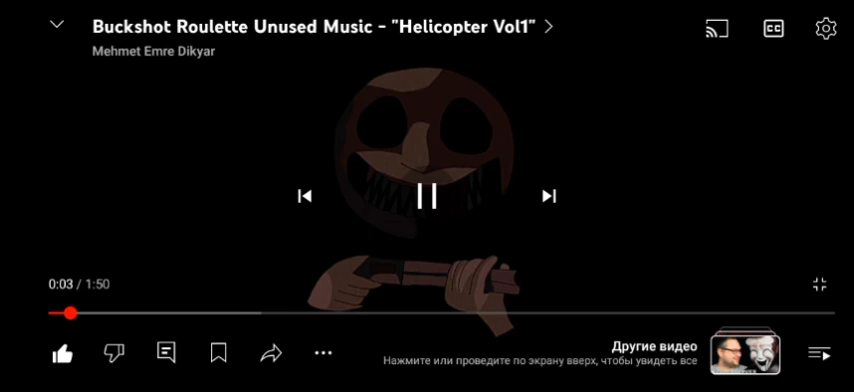 Buckshot Roulette Unused Music - "Helicopter Vol1"
Mehmet Emre Dikyar
CC
0:03 / 1:50
Другие видео
Нажмите или проведите по экрану вверх, чтобы увидеть все